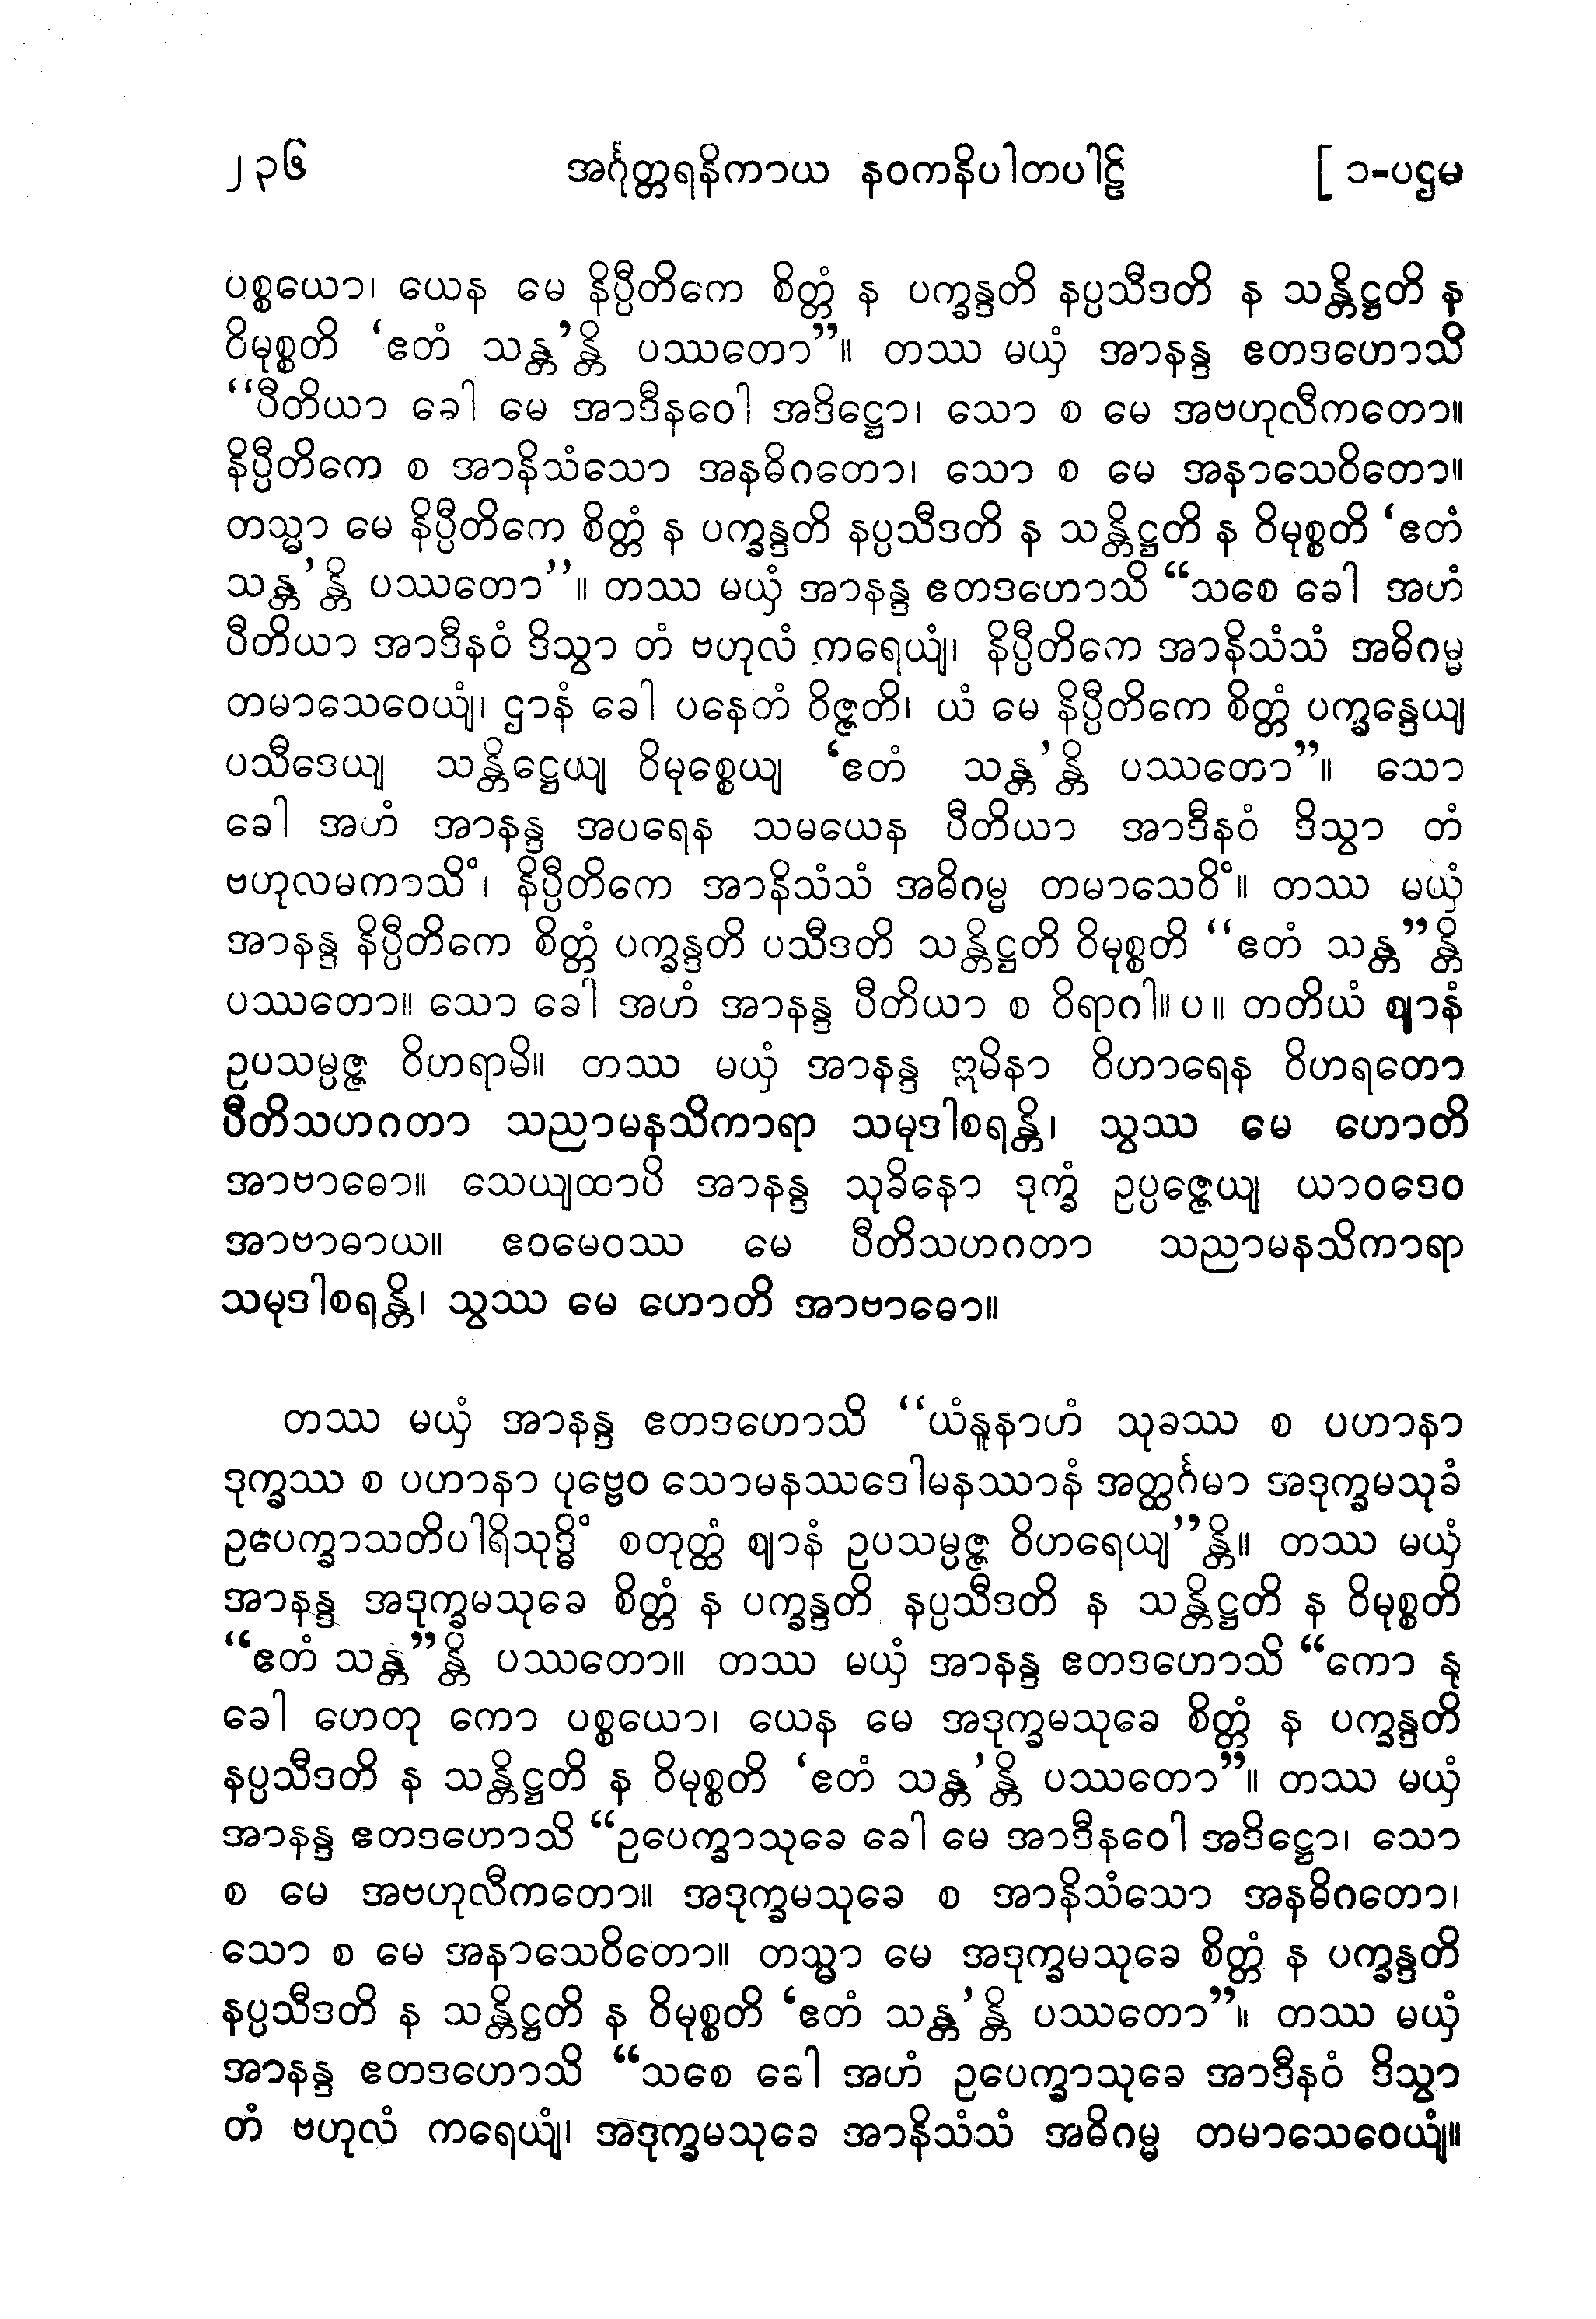 ၂၃၆ အင်္ဂုတ္တရနိကာယ နဝကနိပါတပါဠိ [ ၁-ပဌမ
ပစ္စယော၊ ယေန မေ နိပ္ပီတိကေ စိတ္တံ န ပက္ခန္ဒတိ နပ္ပသီဒတိ န သန္တိဋ္ဌတိ န
ဝိမုစ္စတိ ‘ဧတံ သန္တ’န္တိ ပဿတော”။ တဿ မယှံ အာနန္ဒ ဧတဒဟောသိ
“ပီတိယာ ခေါ မေ အာဒီနဝေါ အဒိဋ္ဌော၊ သော စ မေ အဗဟုလီကတော။
နိပ္ပီတိကေ စ အာနိသံသော အနဓိဂတော၊ သော စ မေ အနာသေဝိတော။
တသ္မာ မေ နိပ္ပီတိကေ စိတ္တံ န ပက္ခန္ဒတိ နပ္ပသီဒတိ န သန္တိဋ္ဌတိ န ဝိမုစ္စတိ ‘ဧတံ
သန္တ’န္တိ ပဿတော”။ တဿ မယှံ အာနန္ဒ ဧတဒဟောသိ “သစေ ခေါ အဟံ
ပီတိယာ အာဒီနဝံ ဒိသွာ တံ ဗဟုလံ ကရေယျံ၊ နိပ္ပီတိကေ အာနိသံသံ အဓိဂမ္မ
တမာသေဝေယျံ၊ ဌာနံ ခေါ ပနေတံ ဝိဇ္ဇတိ၊ ယံ မေ နိပ္ပီတိကေ စိတ္တံ ပက္ခန္ဒေယျ
ပသီဒေယျ သန္တိဋ္ဌေယျ ဝိမုစ္စေယျ ‘ဧတံ သန္တ’န္တိ ပဿတော”။ သော
ခေါ အဟံ အာနန္ဒ အပရေန သမယေန ပီတိယာ အာဒီနဝံ ဒိသွာ တံ
ဗဟုလမကာသိံ၊ နိပ္ပီတိကေ အာနိသံသံ အဓိဂမ္မ တမာသေဝိံ။ တဿ မယှံ
အာနန္ဒ နိပ္ပီတိကေ စိတ္တံ ပက္ခန္ဒတိ ပသီဒတိ သန္တိဋ္ဌတိ ဝိမုစ္စတိ “ဧတံ သန္တ”န္တိ
ပဿတော။ သော ခေါ အဟံ အာနန္ဒ ပီတိယာ စ ဝိရာဂါ။ ပ။ တတိယံ ဈာနံ
ဥပသမ္ပဇ္ဇ ဝိဟရာမိ။ တဿ မယှံ အာနန္ဒ ဣမိနာ ဝိဟာရေန ဝိဟရတော
ပီတိသဟဂတာ သညာမနသိကာရာ သမုဒါစရန္တိ၊ သွဿ မေ ဟောတိ
အာဗာဓော။ သေယျထာပိ အာနန္ဒ သုခိနော ဒုက္ခံ ဥပ္ပဇ္ဇေယျ ယာဝဒေဝ
အာဗာဓာယ။ ဧဝမေဝဿ မေ ပီတိသဟဂတာ သညာမနသိကာရာ
သမုဒါစရန္တိ၊ သွဿ မေ ဟောတိ အာဗာဓော။
တဿ မယှံ အာနန္ဒ ဧတဒဟောသိ “ယံနူနာဟံ သုခဿ စ ပဟာနာ
ဒုက္ခဿ စ ပဟာနာ ပုဗ္ဗေဝ သောမနဿဒေါမနဿာနံ အတ္ထင်္ဂမာ အဒုက္ခမသုခံ
ဥပေက္ခာသတိပါရိသုဒ္ဓိံ စတုတ္ထံ ဈာနံ ဥပသမ္ပဇ္ဇ ဝိဟရေယျ”န္တိ။ တဿ မယှံ
အာနန္ဒ အဒုက္ခမသုခေ စိတ္တံ န ပက္ခန္ဒတိ နပ္ပသီဒတိ န သန္တိဋ္ဌတိ န ဝိမုစ္စတိ
“ဧတံ သန္တ”န္တိ ပဿတော။ တဿ မယှံ အာနန္ဒ ဧတဒဟောသိ “ကော နု
ခေါ ဟေတု ကော ပစ္စယော၊ ယေန မေ အဒုက္ခမသုခေ စိတ္တံ န ပက္ခန္ဒတိ
နပ္ပသီဒတိ န သန္တိဋ္ဌတိ န ဝိမုစ္စတိ ‘ဧတံ သန္တ’န္တိ ပဿတော”။ တဿ မယှံ
အာနန္ဒ ဧတဒဟောသိ “ဥပေက္ခာသုခေ ခေါ မေ အာဒီနဝေါ အဒိဋ္ဌော၊ သော
စ မေ အဗဟုလီကတော။ အဒုက္ခမသုခေ စ အာနိသံသော အနဓိဂတော၊
သော စ မေ အနာသေဝိတော။ တသ္မာ မေ အဒုက္ခမသုခေ စိတ္တံ န ပက္ခန္ဒတိ
နပ္ပသီဒတိ န သန္တိဋ္ဌတိ န ဝိမုစ္စတိ ‘ဧတံ သန္တ’န္တိ ပဿတော”။ တဿ မယှံ
အာနန္ဒ ဧတဒဟောသိ “သစေ ခေါ အဟံ ဥပေက္ခာသုခေ အာဒီနဝံ ဒိသွာ
တံ ဗဟုလံ ကရေယျံ၊ အဒုက္ခမသုခေ အာနိသံသံ အဓိဂမ္မ တမာသေဝေယျံ။